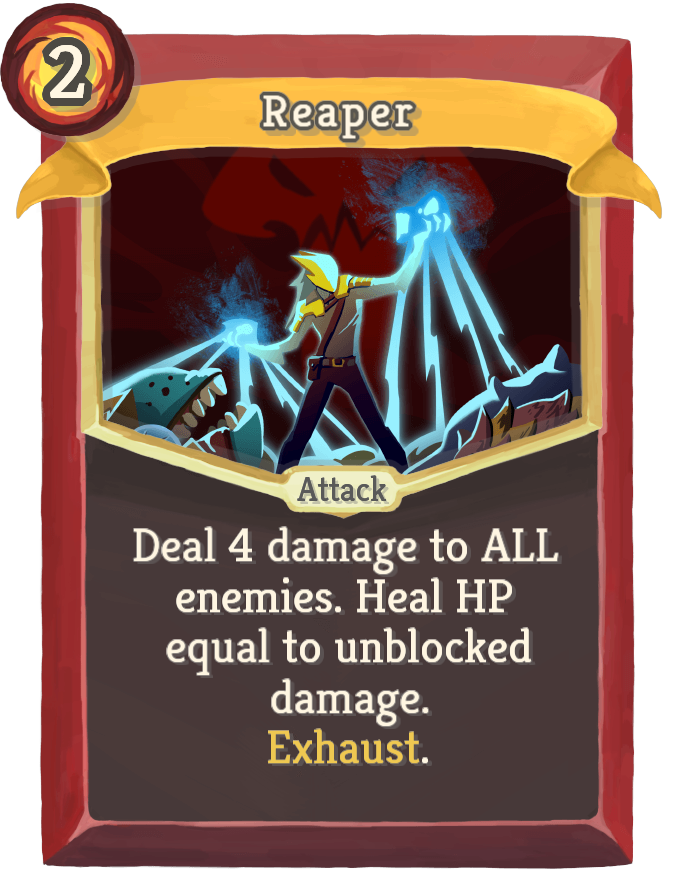 2
Reaper
Attack
Deal 4 damage to ALL
enemies. Heal HP
equal to unblocked
damage.
Exhaust.